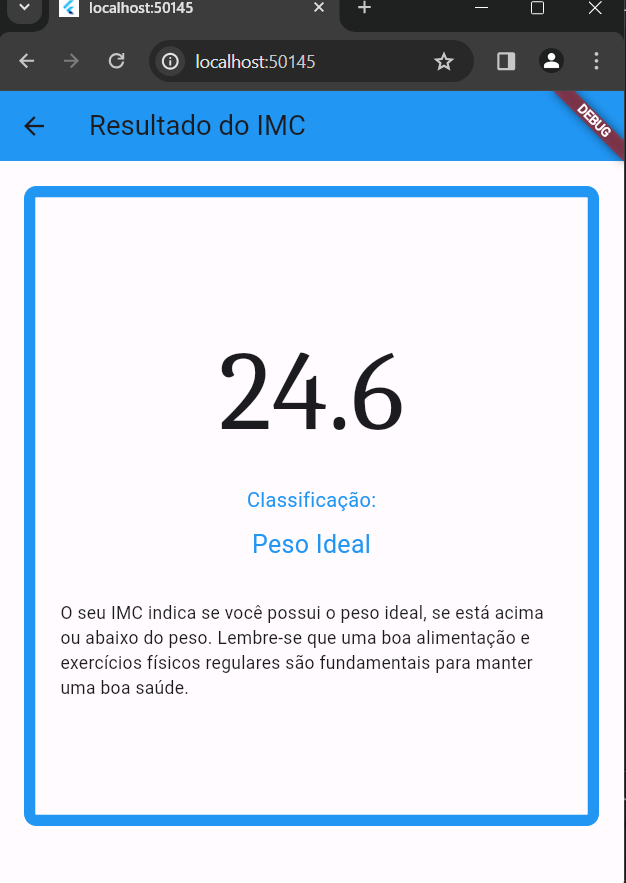 localhost:50145
localhost:50145
Resultado do IMC
DEBUG
24.6
Classificação:
Peso Ideal
O seu IMC indica se você possui o peso ideal, se está acima
ou abaixo do peso. Lembre-se que uma boa alimentação e
exercícios físicos regulares são fundamentais para manter
uma boa saúde.